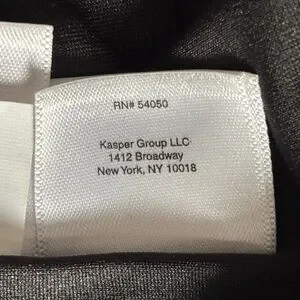 RN# 54050
Kasper Group LLC
1412 Broadway
New York, NY 10018